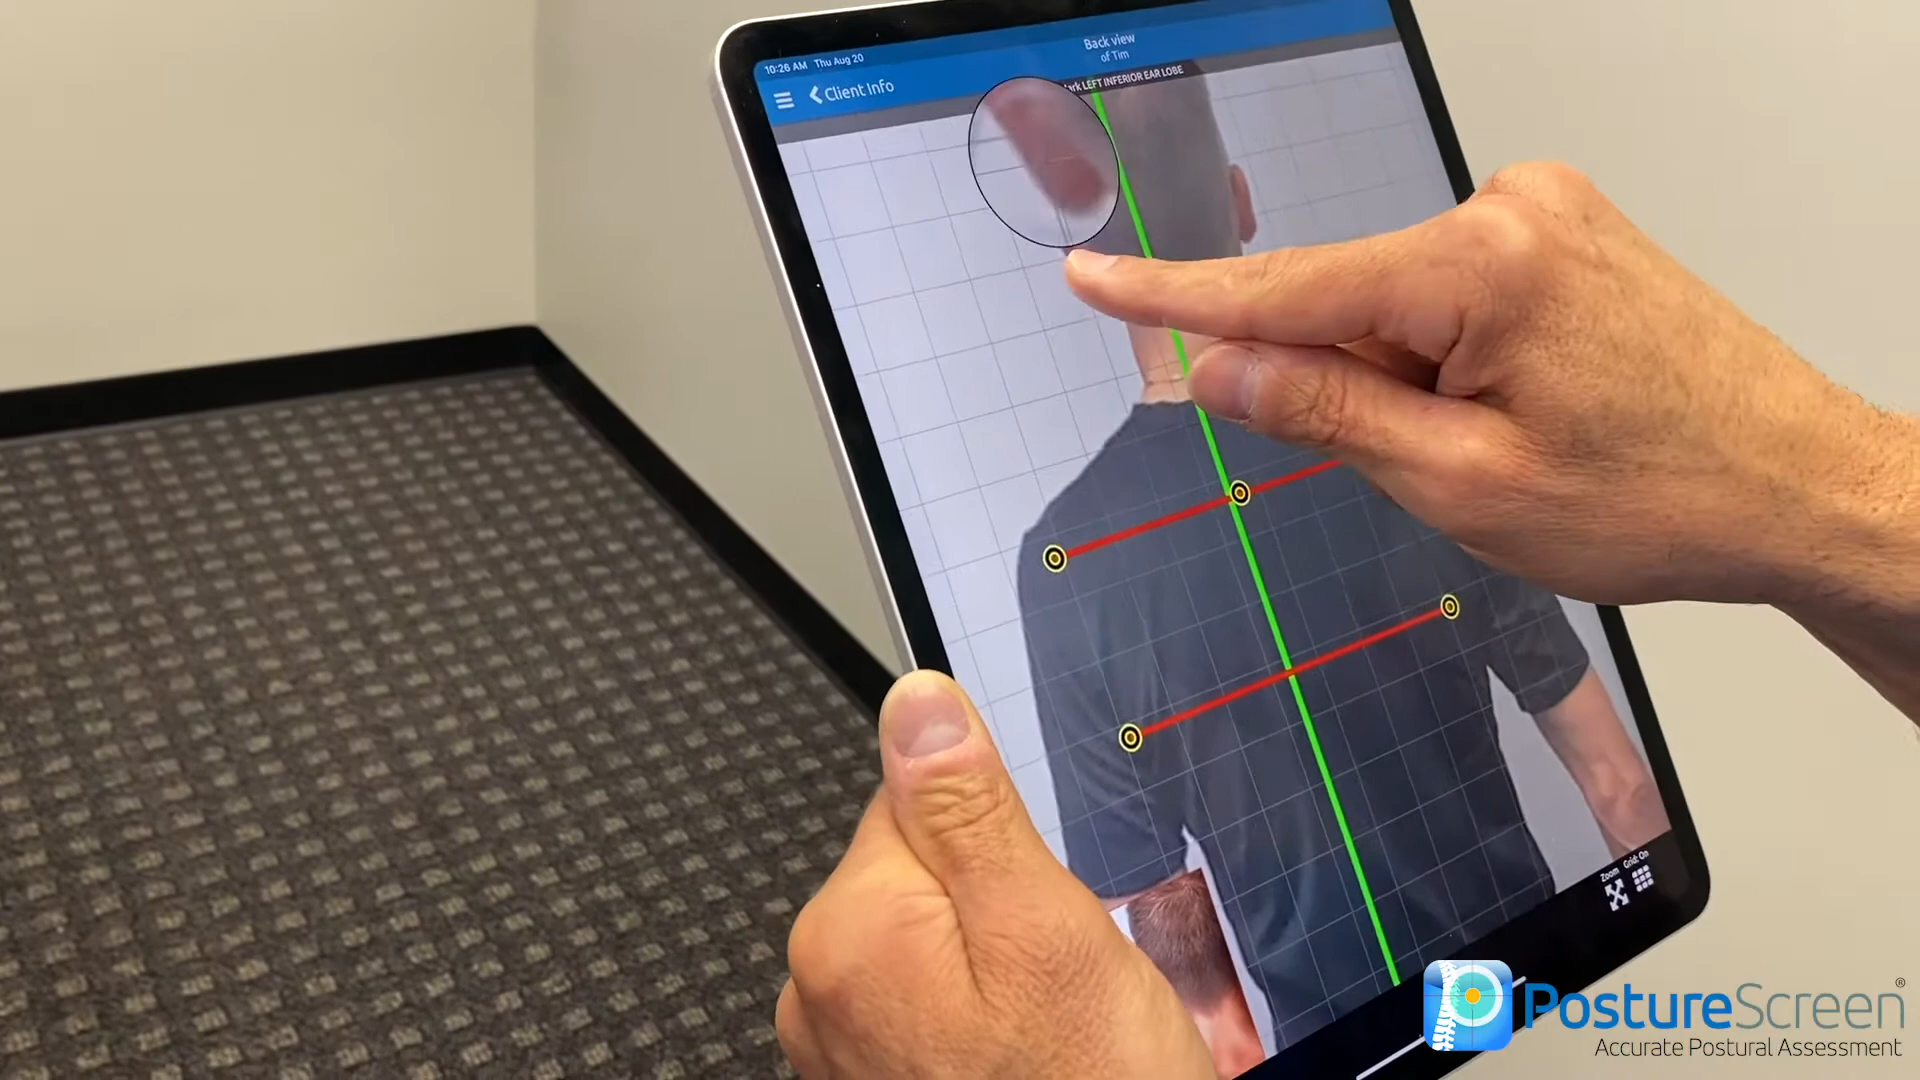 10:26 AM Thu Aug 20
Back view
of Tim
Client Info
LEFT INFERIOR EAR LOBE
Zoom
Grid: On
PostureScreen®
Accurate Postural Assessment